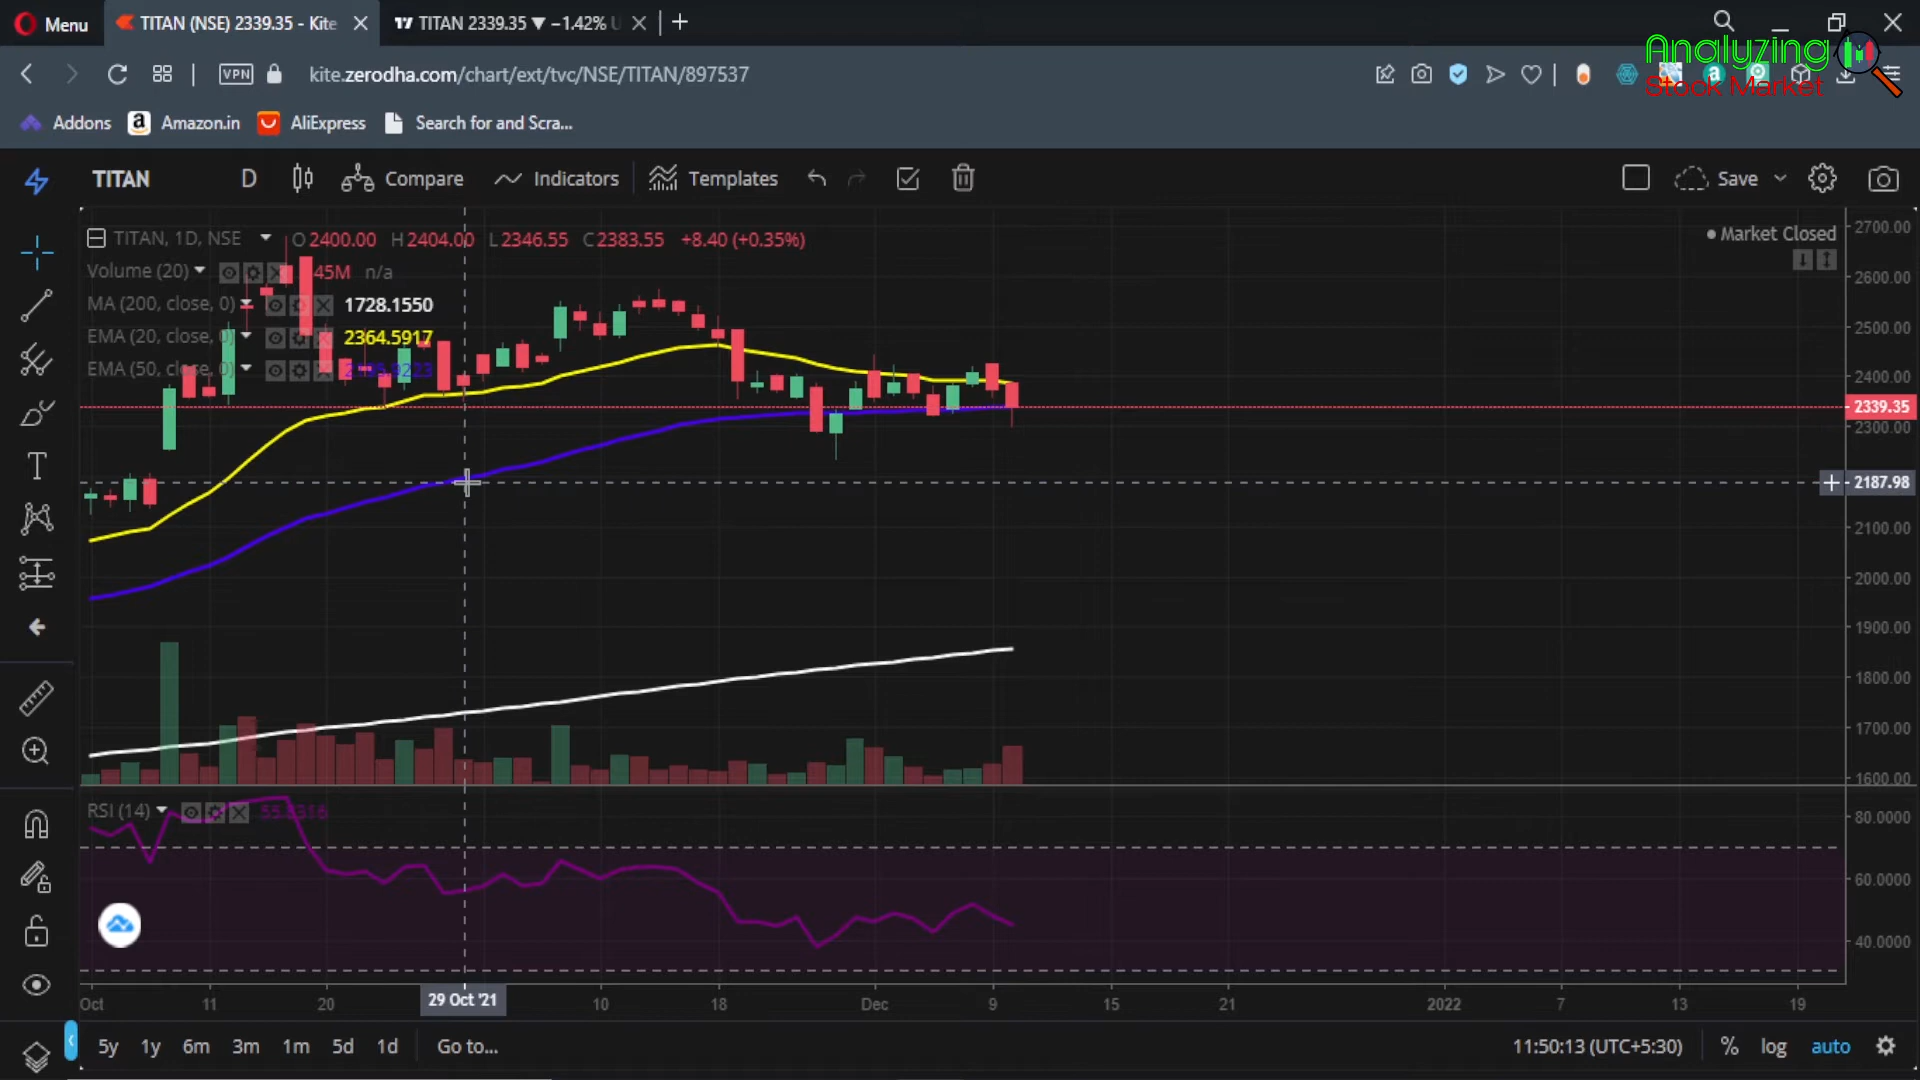 Menu
TITAN (NSE) 2339.35 - Kite
TITAN 2339.35 ▼ −1.42%
Analyzing
Stock Market
VPN
kite.zerodha.com/chart/ext/tvc/NSE/TITAN/897537
Addons
Amazon.in
AliExpress
Search for and Scra...
TITAN
D
Compare
Indicators
Templates
Save
TITAN, 1D, NSE
O 2400.00 H 2404.00 L 2346.55 C 2383.55 +8.40 (+0.35%)
Market Closed
Volume (20)
45M n/a
MA (200, close, 0)
1728.1550
EMA (20, close, 0)
2364.5917
EMA (50, close, 0)
2700.00
2600.00
2500.00
2400.00
2339.35
2300.00
2187.98
2100.00
2000.00
1900.00
1800.00
1700.00
1600.00
RSI (14)
80.0000
60.0000
40.0000
Oct
11
20
29 Oct '21
10
18
Dec
9
15
21
2022
7
13
19
5y
1y
6m
3m
1m
5d
1d
Go to...
11:50:13 (UTC+5:30)
%
log
auto